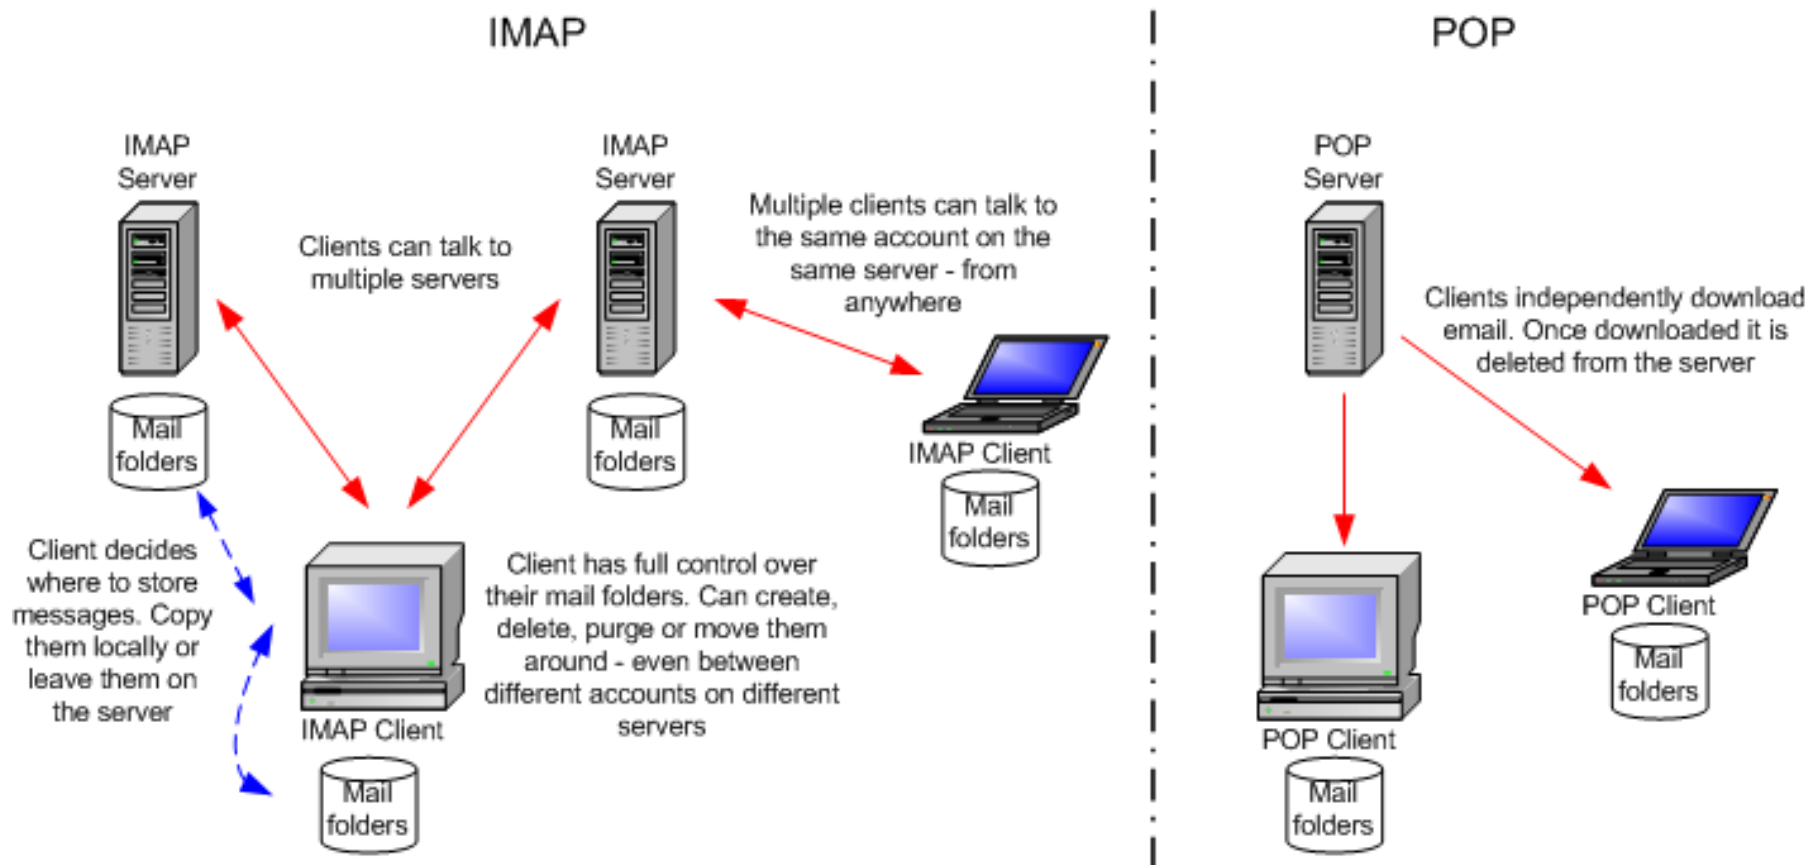 IMAP
POP
IMAP
Server
IMAP
Server
Clients can talk to
multiple servers
Multiple clients can talk to
the same account on the
same server - from
anywhere
Mail
folders
Mail
folders
IMAP Client
Mail
folders
Client decides
where to store
messages. Copy
them locally or
leave them on
the server
Client has full control over
their mail folders. Can create,
delete, purge or move them
around - even between
different accounts on different
servers
IMAP Client
Mail
folders
POP
Server
Clients independently download
email. Once downloaded it is
deleted from the server
POP Client
Mail
folders
POP Client
Mail
folders